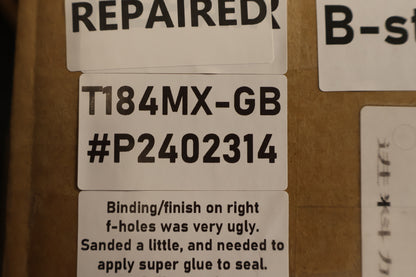 REPAIRED
B-st
T184MX-GB
#P2402314
Binding/finish on right
f-holes was very ugly.
Sanded a little, and needed to
apply super glue to seal.